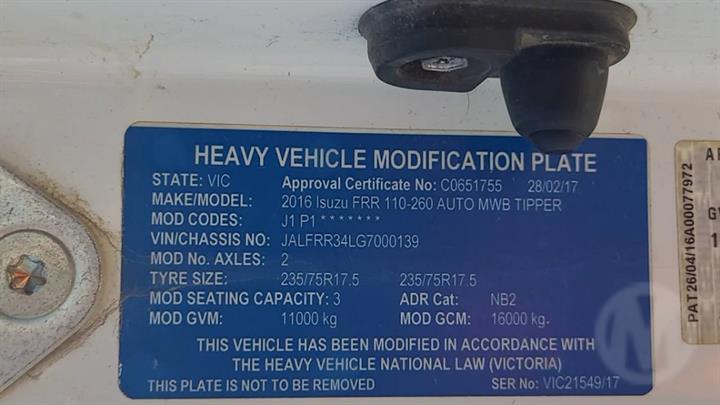 HEAVY VEHICLE MODIFICATION PLATE
STATE: VIC Approval Certificate No: C0651755 28/02/17
MAKE/MODEL: 2016 Isuzu FRR 110-260 AUTO MWB TIPPER
MOD CODES: J1 P1 * * * * * * *
VIN/CHASSIS NO: JALFRR34LG7000139
MOD No. AXLES: 2
TYRE SIZE: 235/75R17.5 235/75R17.5
MOD SEATING CAPACITY: 3 ADR Cat: NB2
MOD GVM: 11000 kg MOD GCM: 16000 kg.
THIS VEHICLE HAS BEEN MODIFIED IN ACCORDANCE WITH
THE HEAVY VEHICLE NATIONAL LAW (VICTORIA)
THIS PLATE IS NOT TO BE REMOVED SER No: VIC21549/17
PAT 26/04/16A00077972